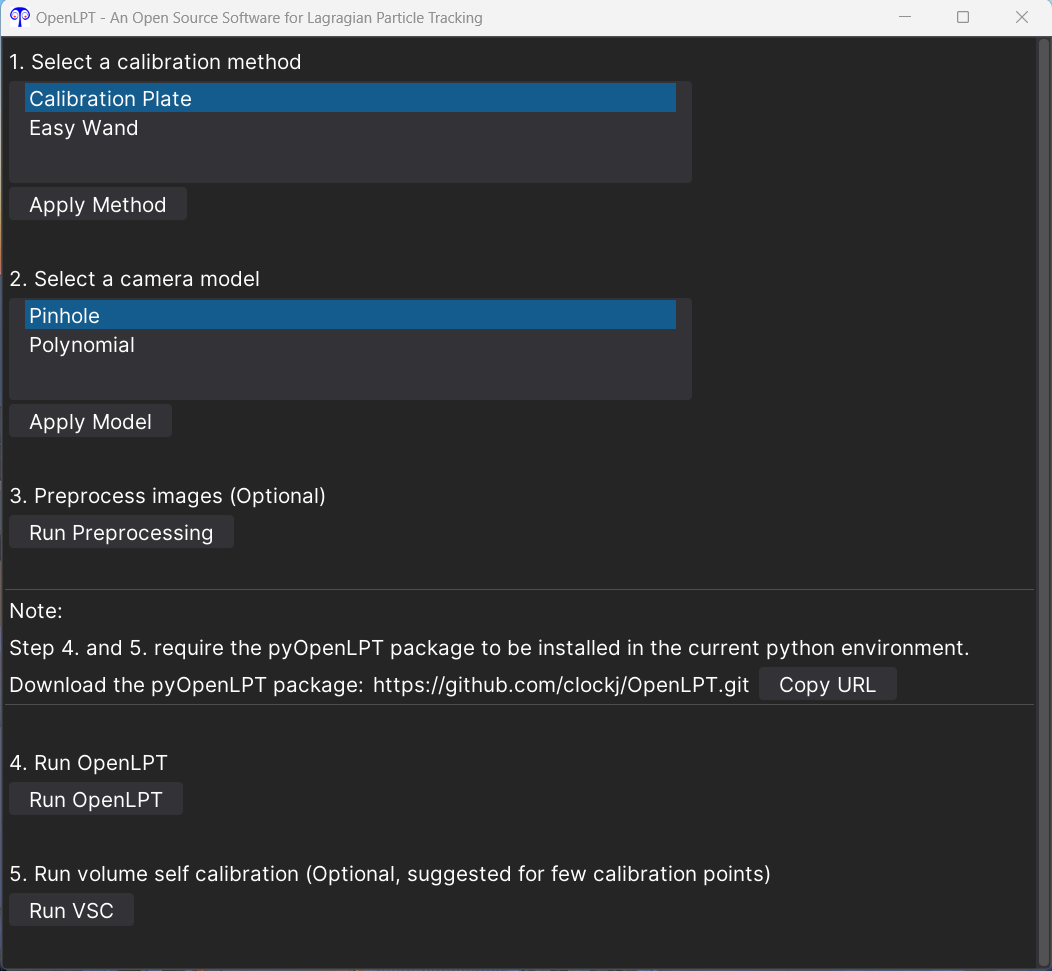 OpenLPT - An Open Source Software for Lagragian Particle Tracking
1. Select a calibration method
Calibration Plate
Easy Wand
Apply Method
2. Select a camera model
Pinhole
Polynomial
Apply Model
3. Preprocess images (Optional)
Run Preprocessing
Note:
Step 4. and 5. require the pyOpenLPT package to be installed in the current python environment.
Download the pyOpenLPT package: https://github.com/clockj/OpenLPT.git Copy URL
4. Run OpenLPT
Run OpenLPT
5. Run volume self calibration (Optional, suggested for few calibration points)
Run VSC